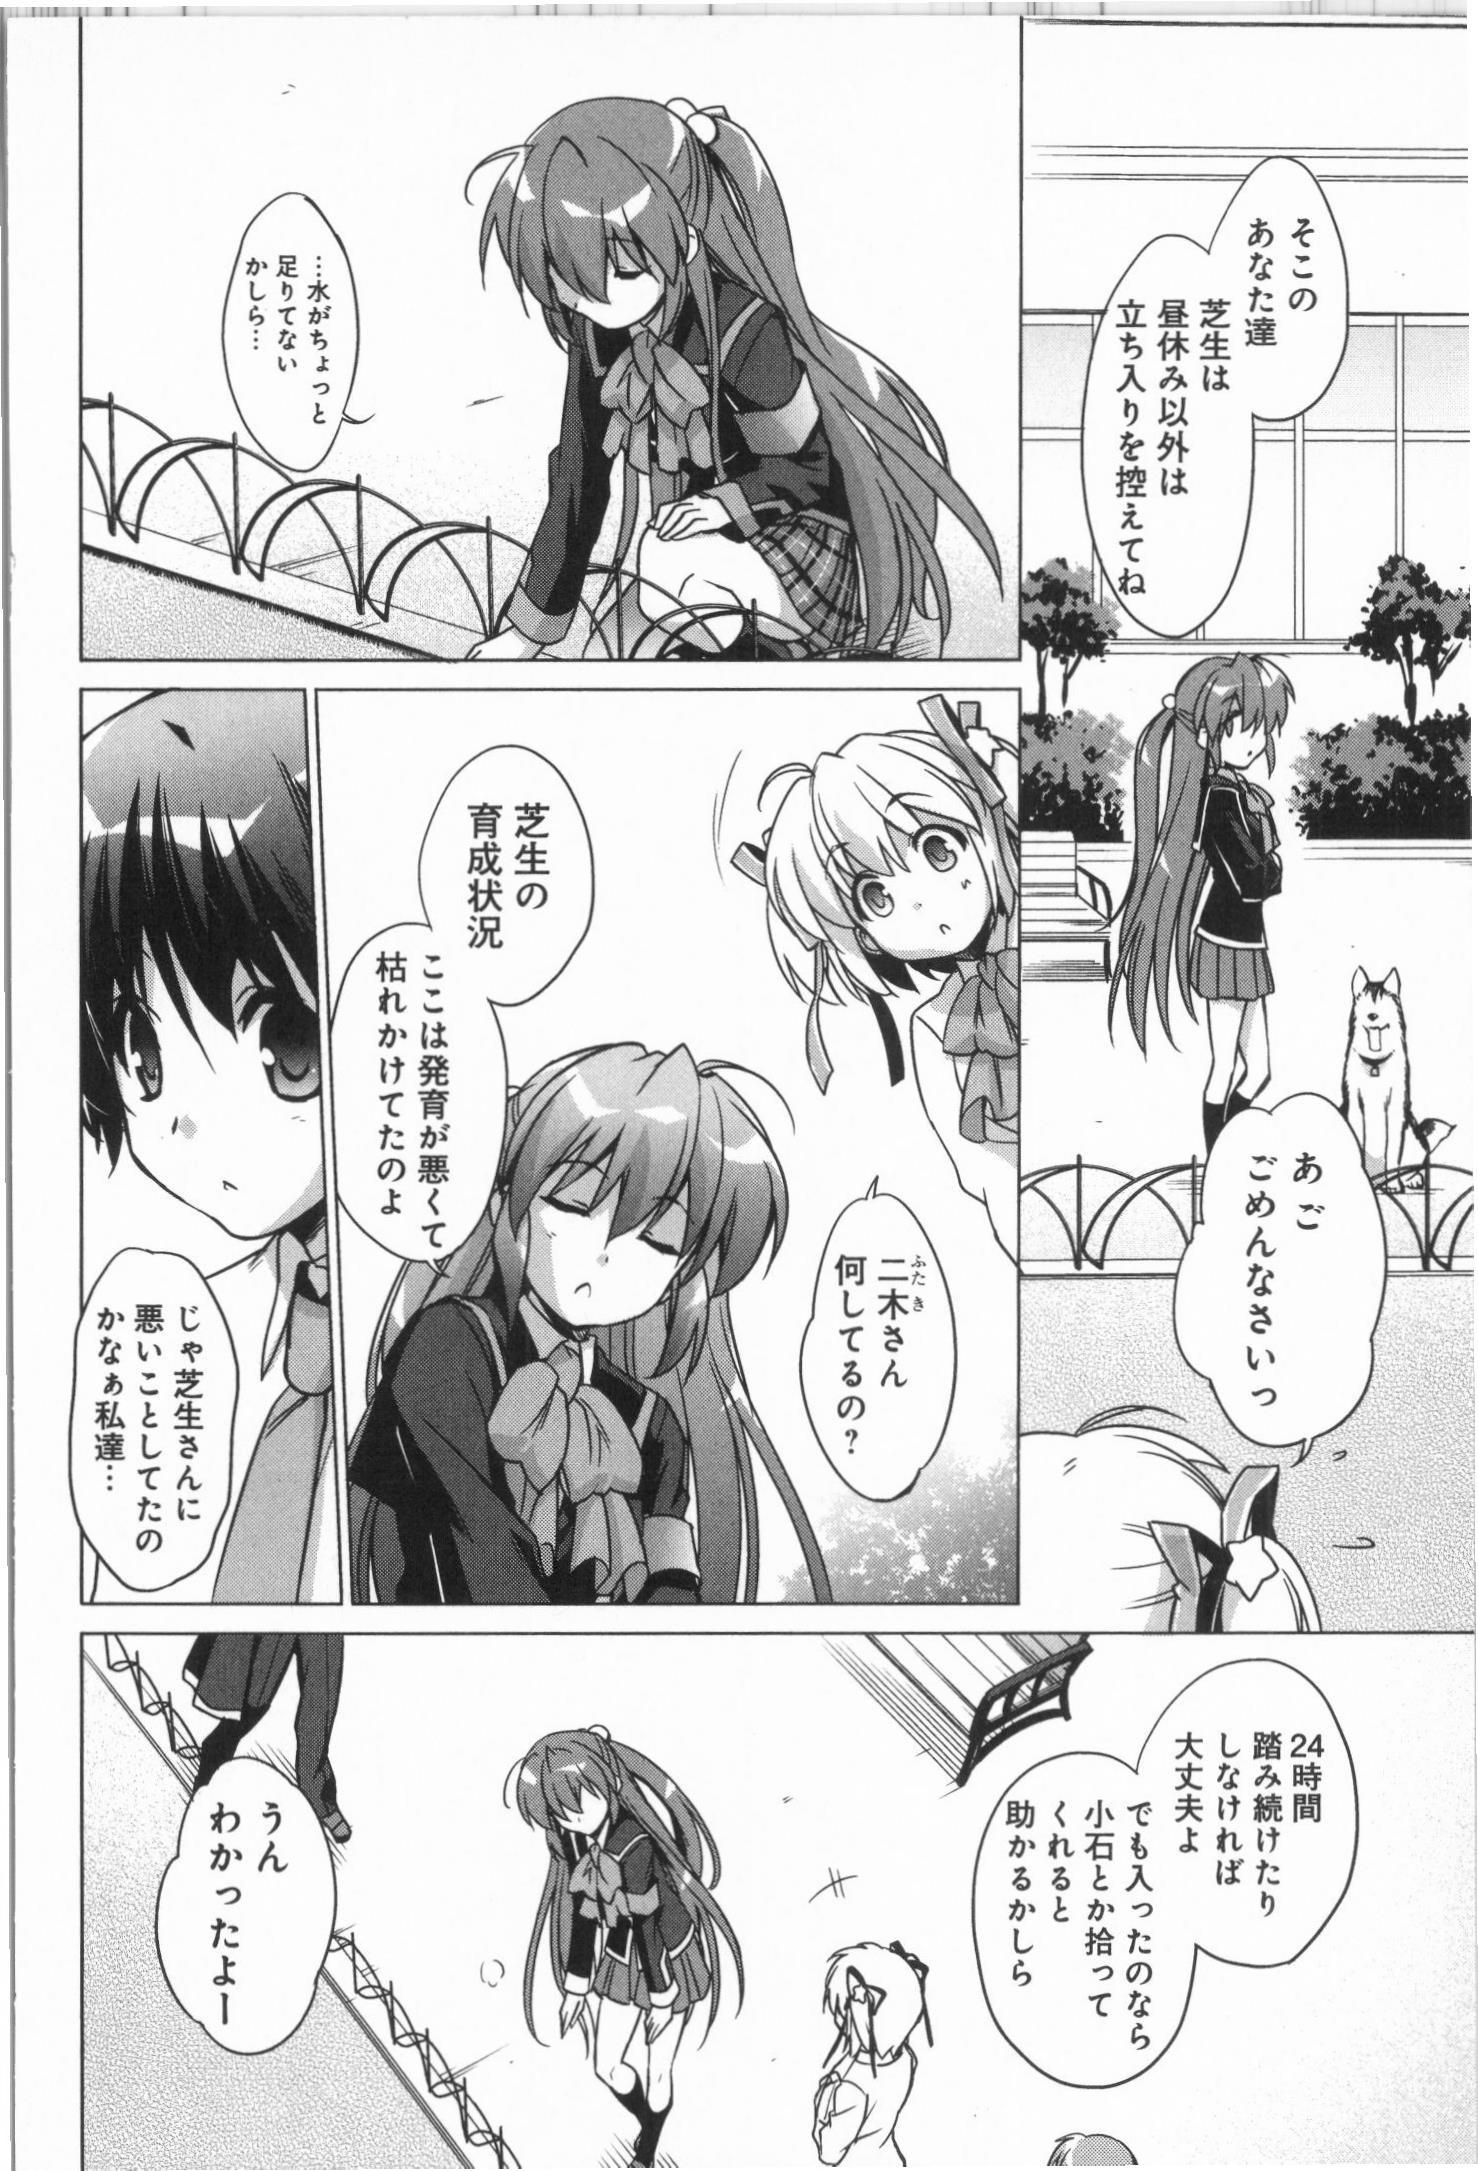 そこの
あなた達
芝生は
昼休み以外は
立ち入りを控えてね
あ ご
ごめんなさいっ
…水がちょっと
足りてない
かしら…
二木さん
ふたき
何してるの？
芝生の
育成状況
ここは発育が悪くて
枯れかけてたのよ
じゃ芝生さんに
悪いことしてたの
かなぁ私達…
24時間
踏み続けたり
しなければ
大丈夫よ
でも入ったのなら
小石とか拾って
くれると
助かるかしら
うん
わかったよー